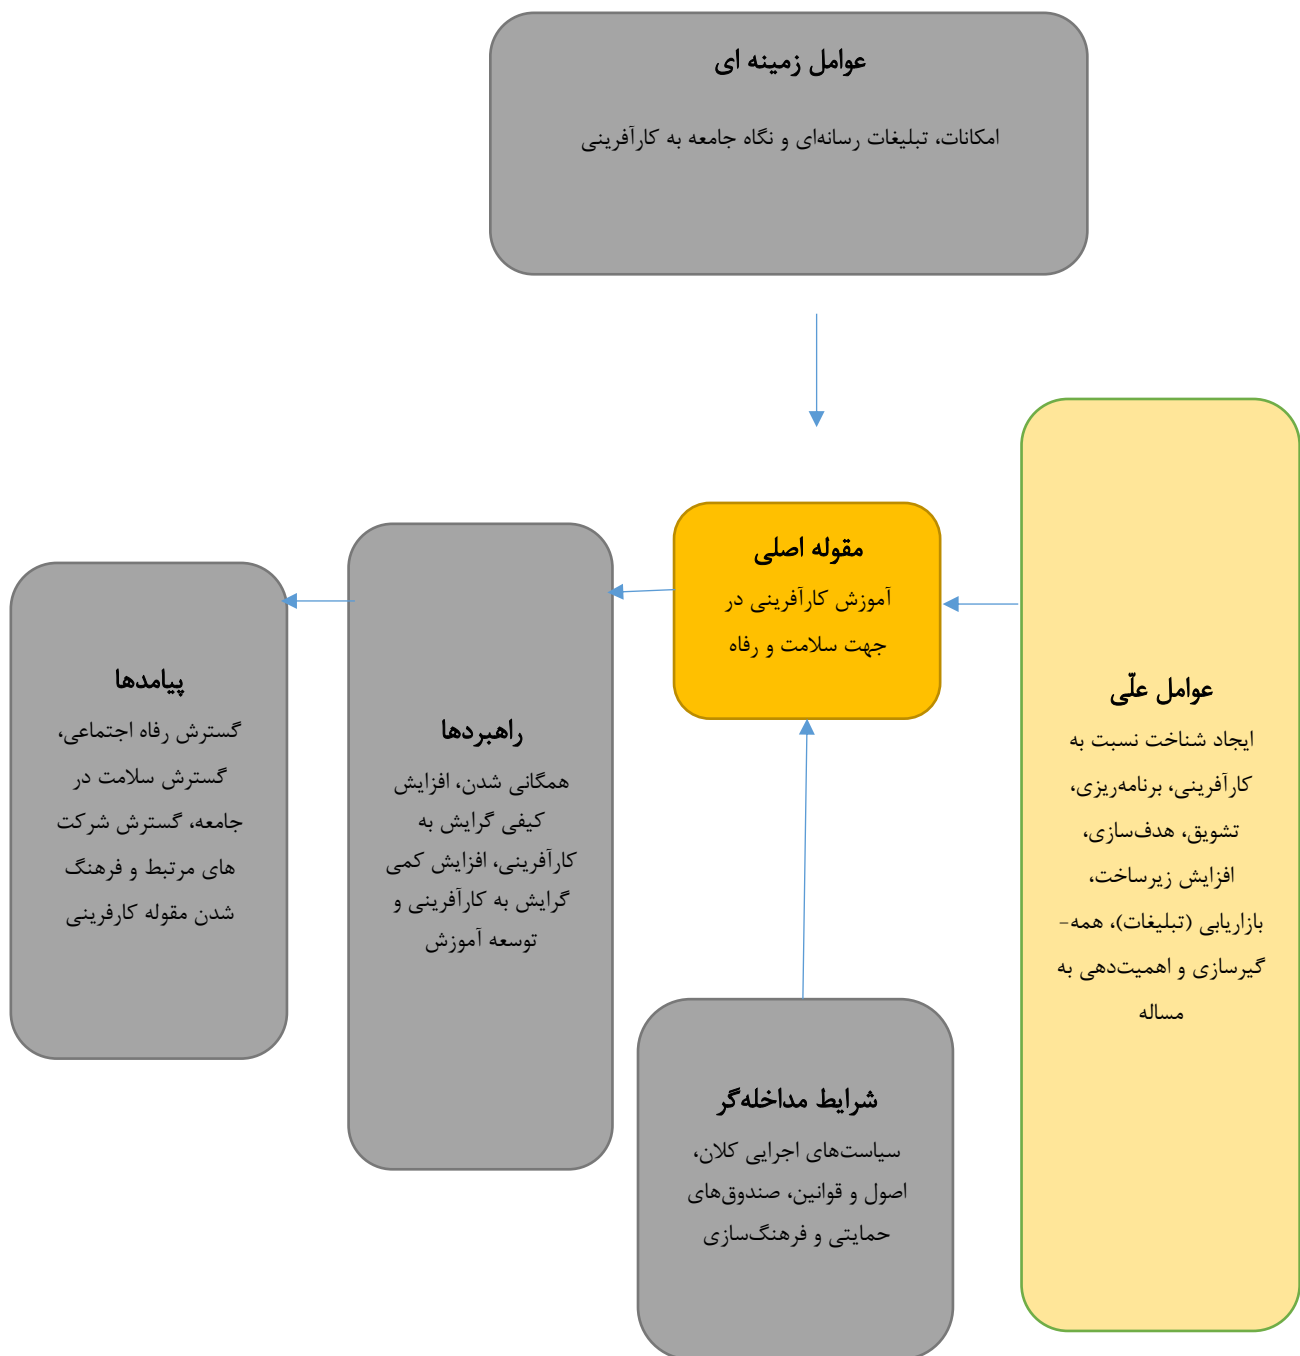 عوامل زمینه ای
امکانات، تبلیغات رسانه‌ای و نگاه جامعه به کارآفرینی
عوامل علّی
ایجاد شناخت نسبت به
کارآفرینی، برنامه‌ریزی،
تشویق، هدف‌سازی،
افزایش زیرساخت،
بازاریابی (تبلیغات)، همه-
گیرسازی و اهمیت‌دهی به
مساله
مقوله اصلی
آموزش کارآفرینی در
جهت سلامت و رفاه
راهبردها
همگانی شدن، افزایش
کیفی گرایش به
کارآفرینی، افزایش کمی
گرایش به کارآفرینی و
توسعه آموزش
پیامدها
گسترش رفاه اجتماعی،
گسترش سلامت در
جامعه، گسترش شرکت
های مرتبط و فرهنگ
شدن مقوله کارفرینی
شرایط مداخله‌گر
سیاست‌های اجرایی کلان،
اصول و قوانین، صندوق‌های
حمایتی و فرهنگ‌سازی